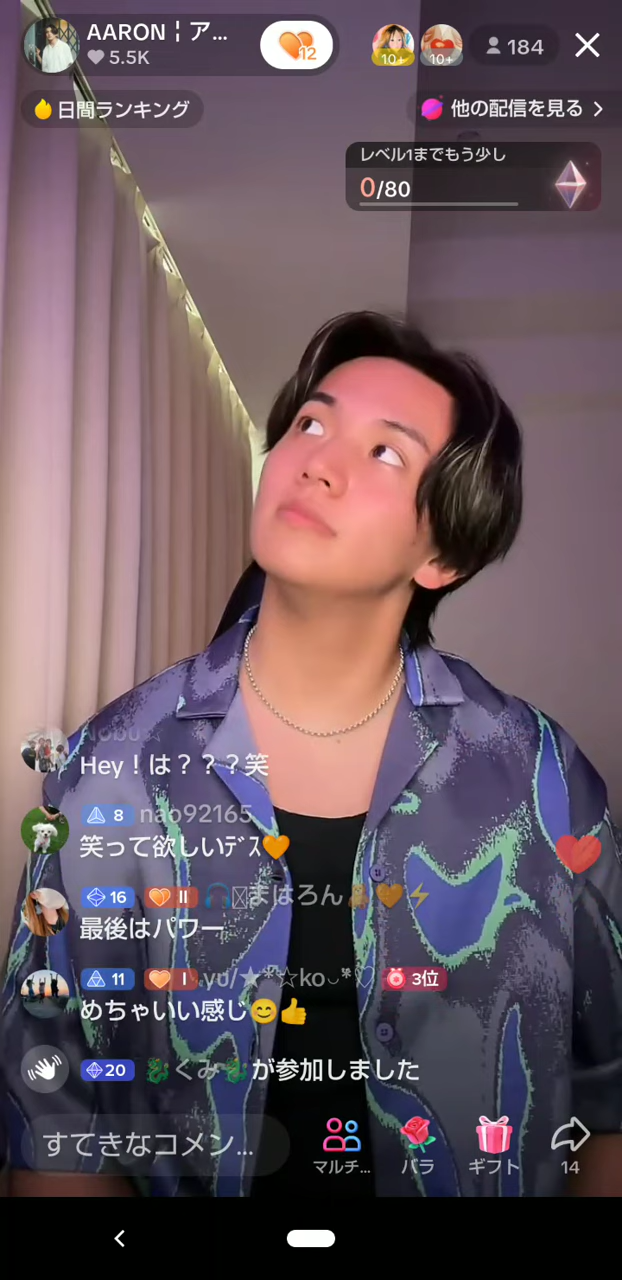 AARON ¦ ア...
5.5K
12
10+
10+
184
日間ランキング
他の配信を見る
レベル1までもう少し
0/80
Nobu
Hey！は？？？笑
8 nao92165
笑って欲しいﾃﾞｽ🧡
16 II まはろん🧡⚡
最後はパワー
11 I 3位
めちゃいい感じ😊👍
20 🐉くみ🐉が参加しました
すてきなコメン...
マルチ...
バラ
ギフト
14